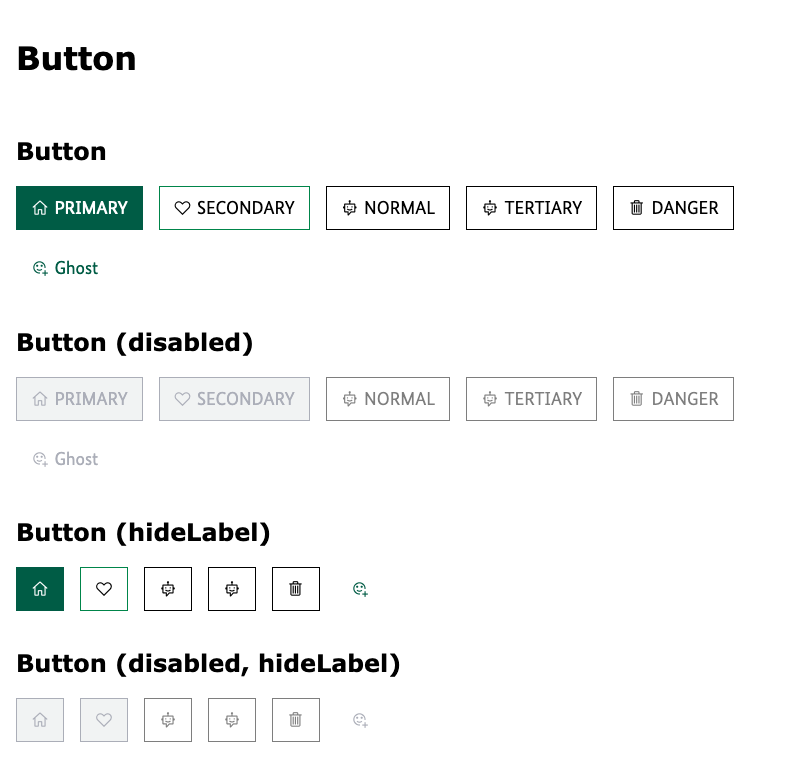 Button
Button
PRIMARY SECONDARY NORMAL TERTIARY DANGER
Ghost
Button (disabled)
PRIMARY SECONDARY NORMAL TERTIARY DANGER
Ghost
Button (hideLabel)
Button (disabled, hideLabel)